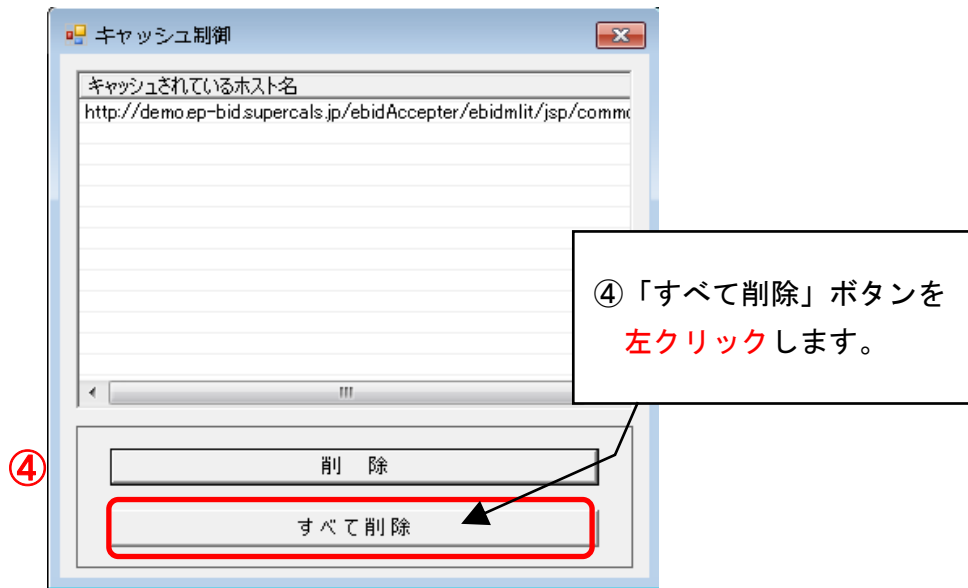 キャッシュ制御
キャッシュされているホスト名
http://demo.ep-bid.supercals.jp/ebidAccepter/ebidmlit/jsp/commo
④「すべて削除」ボタンを
左クリックします。
④
削　除
すべて削除